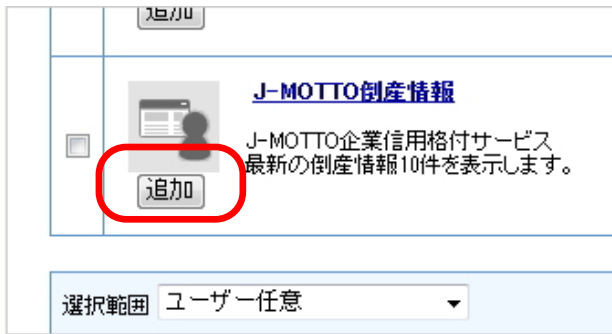 追加
J-MOTTO倒産情報
J-MOTTO企業信用格付サービス
最新の倒産情報10件を表示します。
追加
選択範囲 ユーザー任意